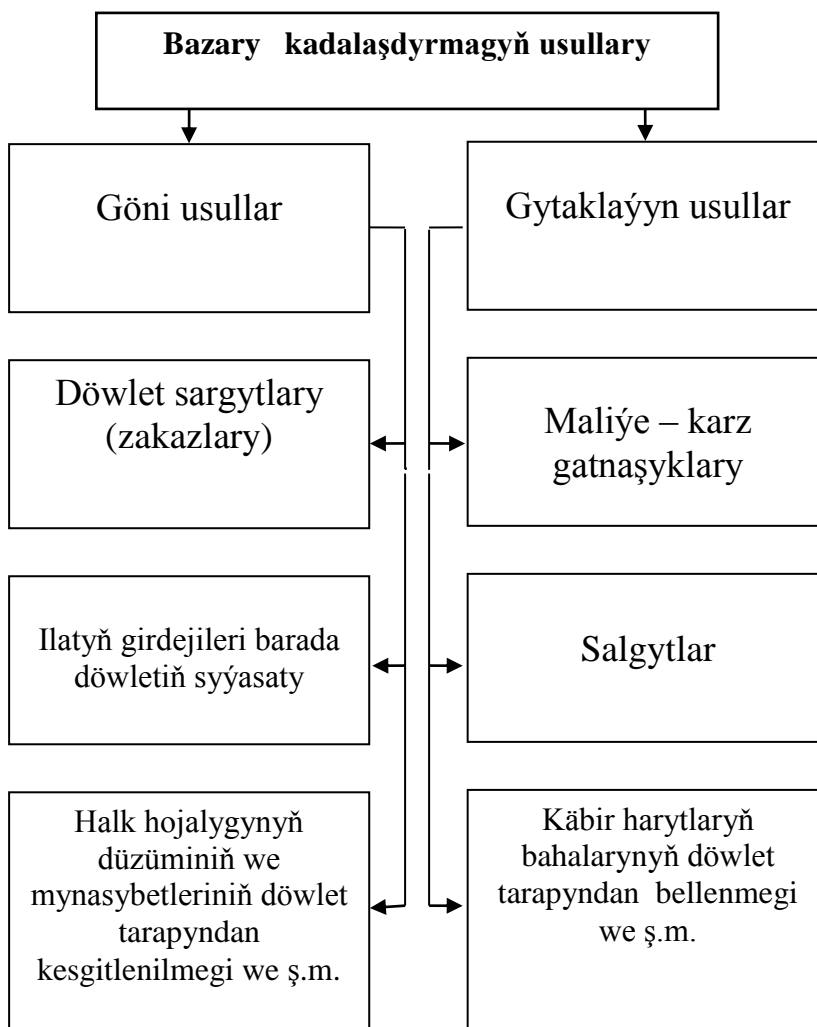 Bazary kadalaşdyrmagyň usullary
Göni usullar
Gytaklaýyn usullar
Döwlet sargytlary
(zakazlary)
Maliýe – karz
gatnaşyklary
Ilatyň girdejileri barada
döwletiň syýasaty
Salgytlar
Halk hojalygynyň
düzüminiň we
mynasybetleriniň döwlet
tarapyndan
kesgitlenilmegi we ş.m.
Käbir harytlaryň
bahalarynyň döwlet
tarapyndan bellenmegi
we ş.m.